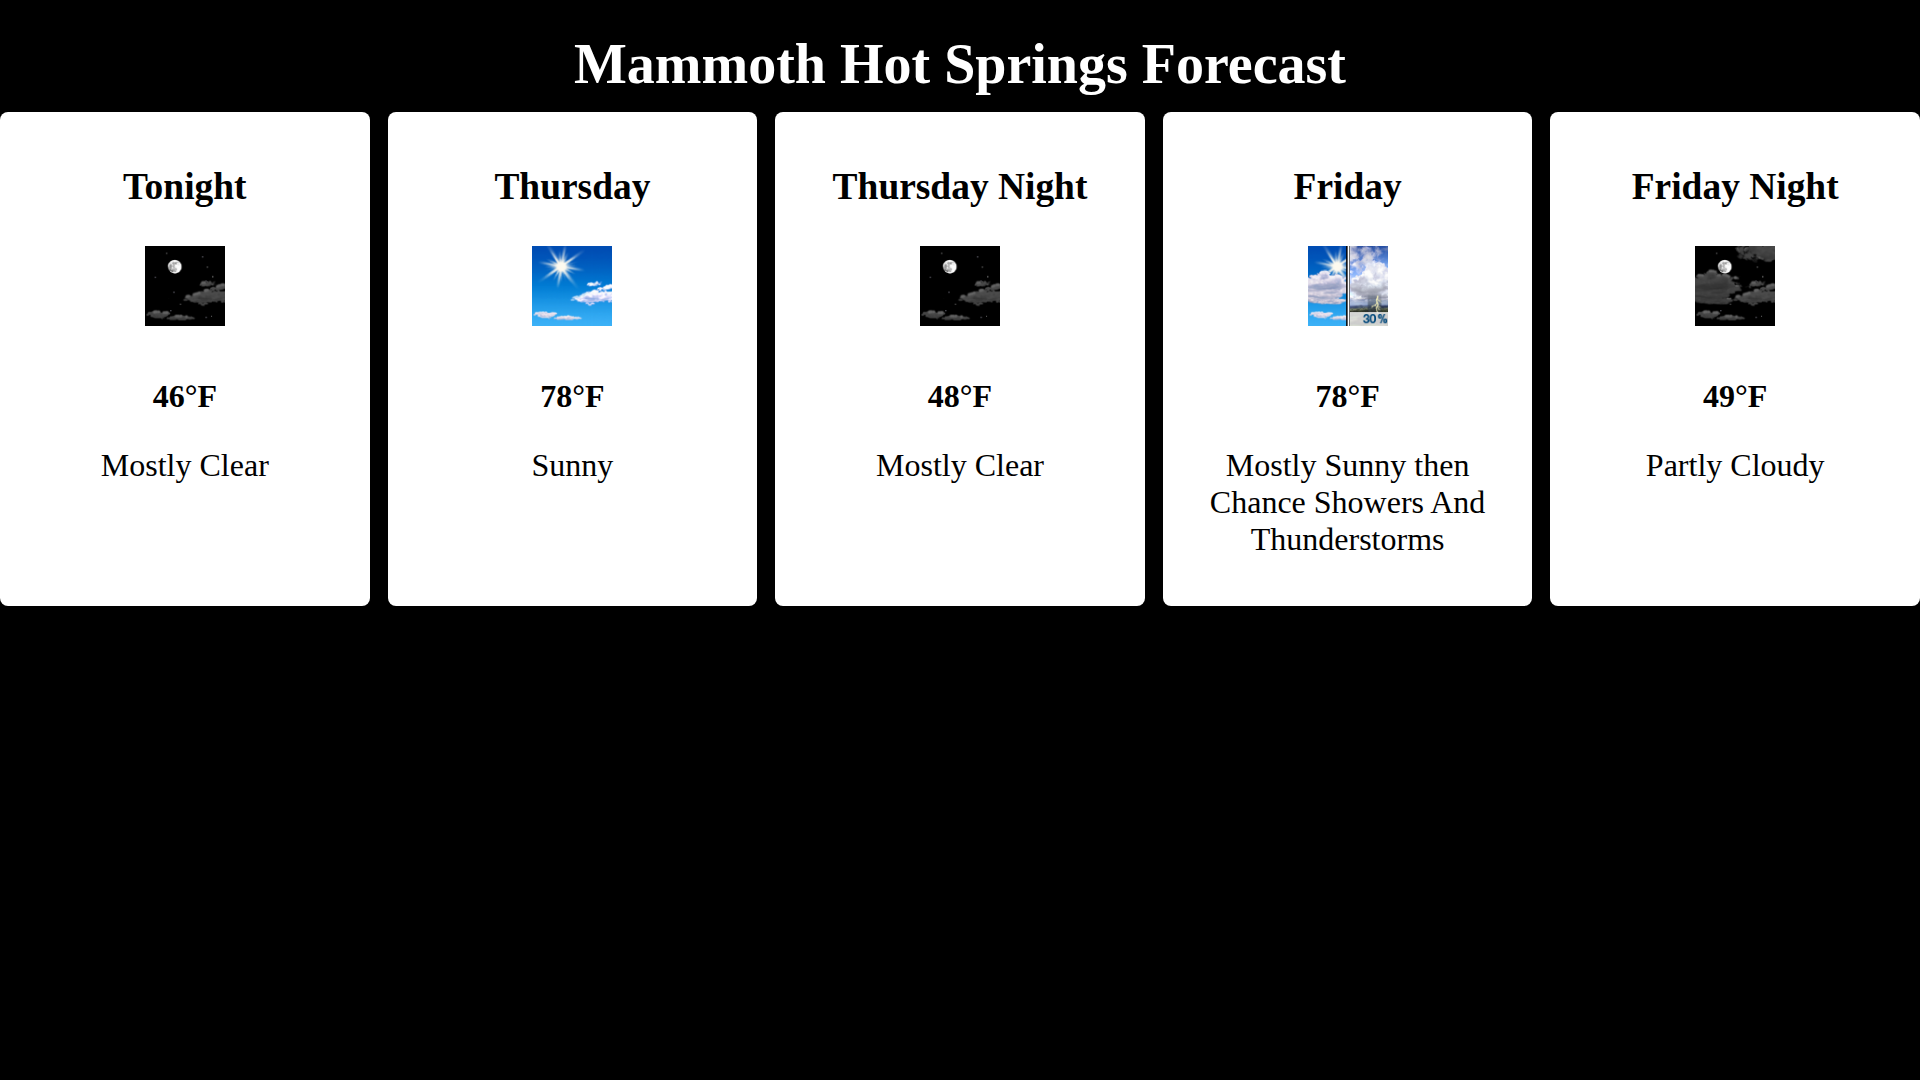 Mammoth Hot Springs Forecast
Tonight
46°F
Mostly Clear
Thursday
78°F
Sunny
Thursday Night
48°F
Mostly Clear
Friday
30%
78°F
Mostly Sunny then
Chance Showers And
Thunderstorms
Friday Night
49°F
Partly Cloudy